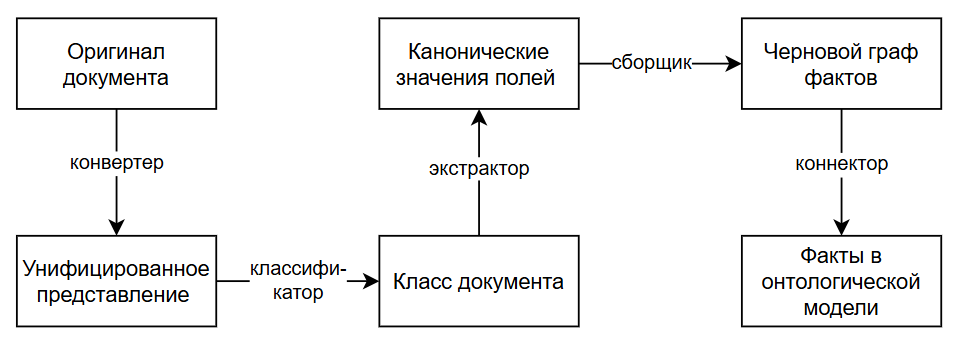 Оригинал
документа
конвертер
Унифицированное
представление
классифи-
катор
Класс документа
экстрактор
Канонические
значения полей
сборщик
Черновой граф
фактов
коннектор
Факты в
онтологической
модели